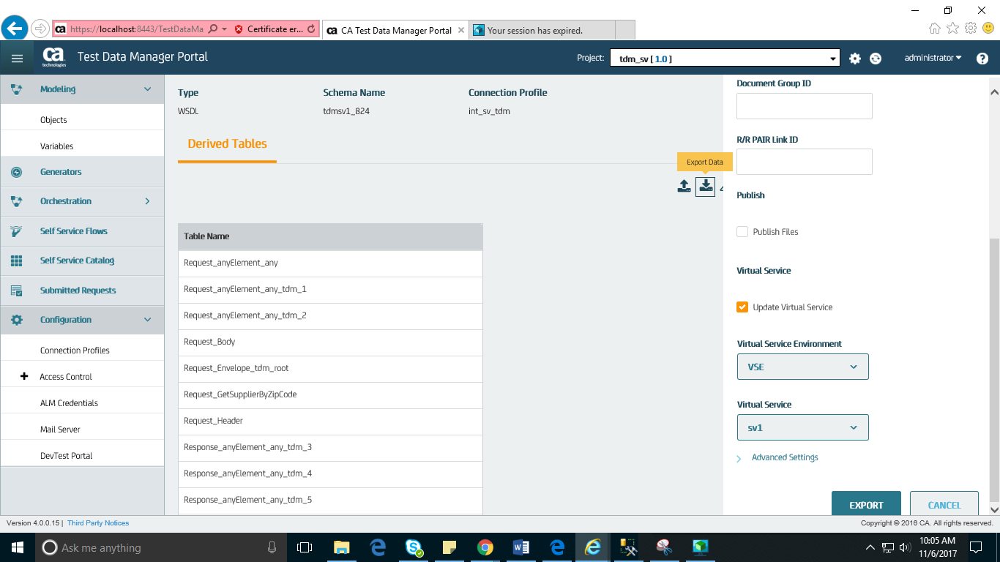 https://localhost:8443/TestDataMa
Certificate er...
CA Test Data Manager Portal
Your session has expired.
ca technologies
Test Data Manager Portal
Project:
tdm_sv [ 1.0 ]
administrator
Modeling
Objects
Variables
Generators
Orchestration
Self Service Flows
Self Service Catalog
Submitted Requests
Configuration
Connection Profiles
Access Control
ALM Credentials
Mail Server
DevTest Portal
Type
Schema Name
Connection Profile
WSDL
tdmsv1_824
int_sv_tdm
Derived Tables
Export Data
Table Name
Request_anyElement_any
Request_anyElement_any_tdm_1
Request_anyElement_any_tdm_2
Request_Body
Request_Envelope_tdm_root
Request_GetSupplierByZipCode
Request_Header
Response_anyElement_any_tdm_3
Response_anyElement_any_tdm_4
Response_anyElement_any_tdm_5
Document Group ID
R/R PAIR Link ID
Publish
Publish Files
Virtual Service
Update Virtual Service
Virtual Service Environment
VSE
Virtual Service
sv1
Advanced Settings
EXPORT
CANCEL
Version 4.0.0.15 | Third Party Notices
Copyright © 2016 CA. All rights reserved.
Ask me anything
10:05 AM
11/6/2017